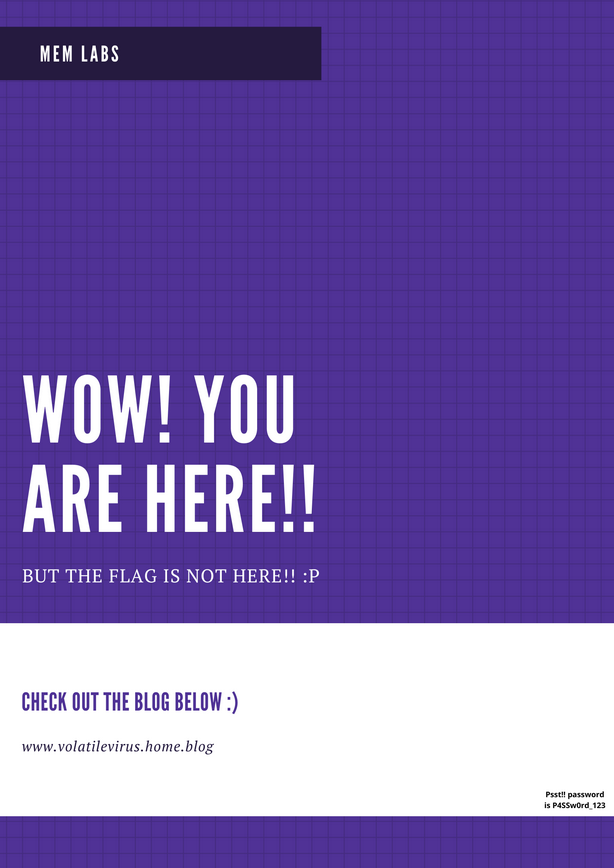 MEM LABS
WOW! YOU
ARE HERE!!
BUT THE FLAG IS NOT HERE!! :P
CHECK OUT THE BLOG BELOW :)
www.volatilevirus.home.blog
Psst!! password
is P4SSw0rd_123